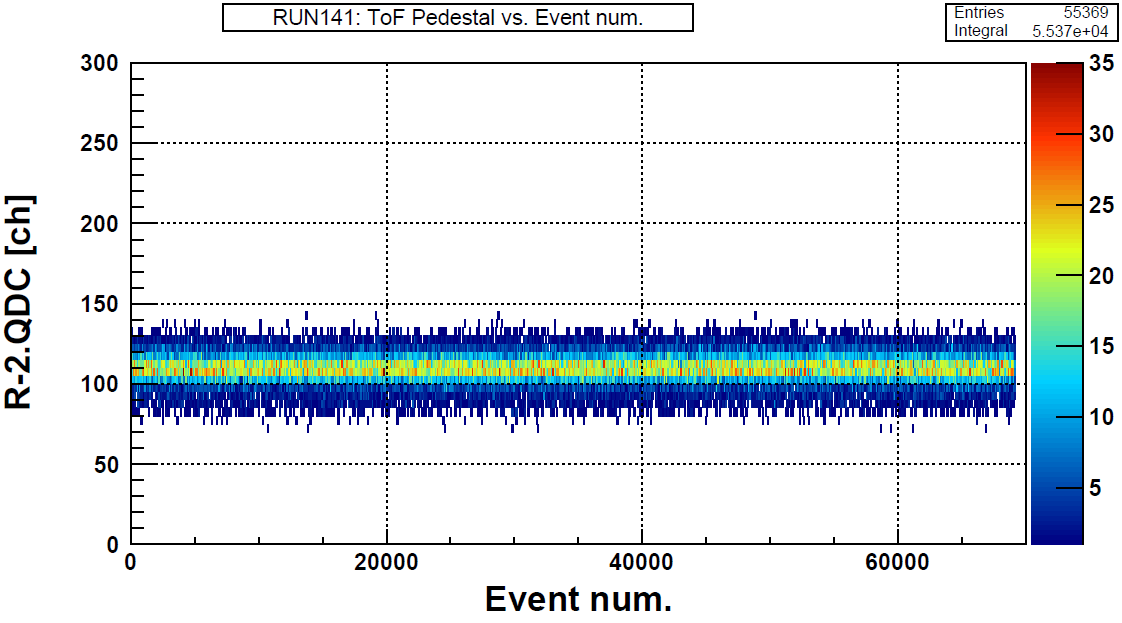 RUN141: ToF Pedestal vs. Event num.
Entries 55369
Integral 5.537e+04
R-2.QDC [ch]
300
250
200
150
100
50
0
0 20000 40000 60000
Event num.
35
30
25
20
15
10
5